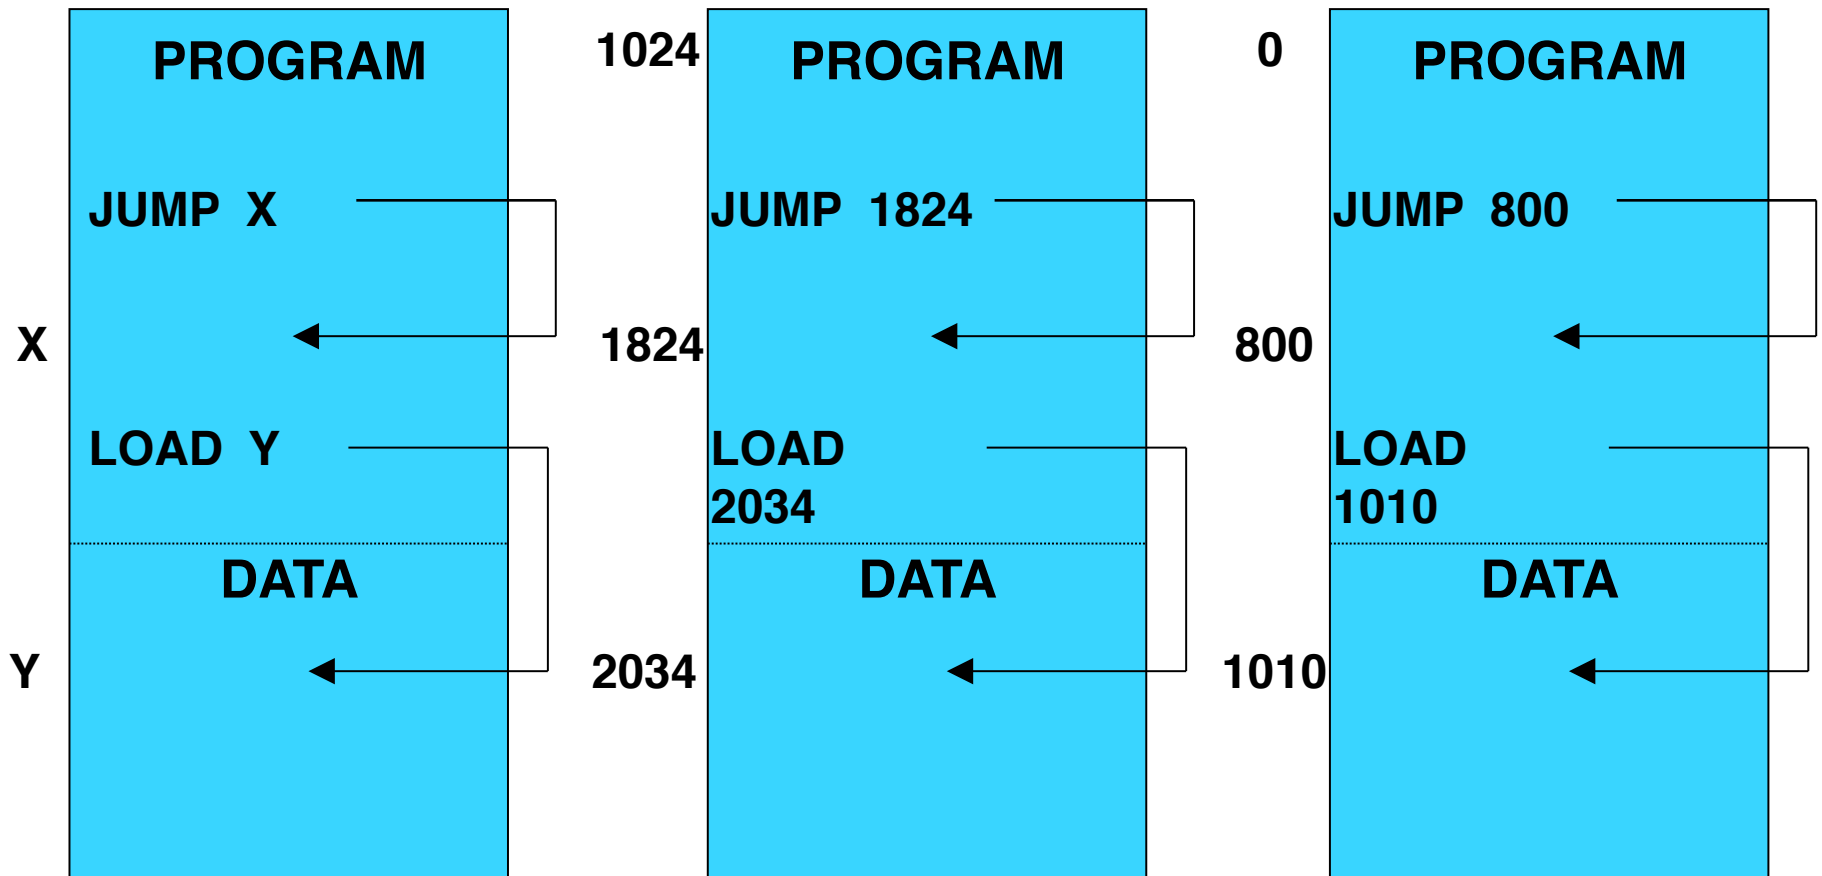 PROGRAM
JUMP X
X
LOAD Y
DATA
Y
1024
PROGRAM
JUMP 1824
1824
LOAD
2034
DATA
2034
0
PROGRAM
JUMP 800
800
LOAD
1010
DATA
1010